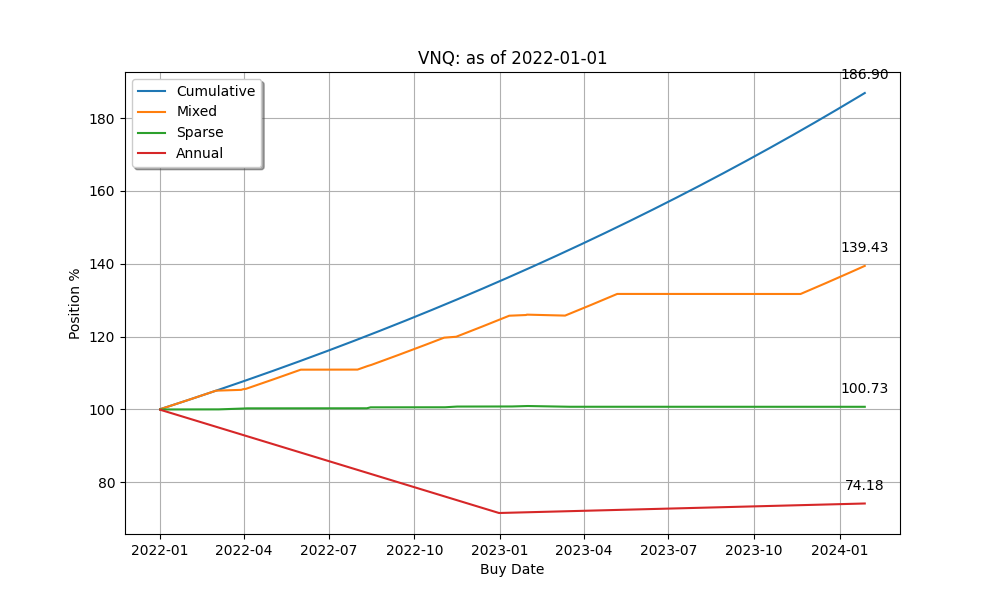 VNQ: as of 2022-01-01
186.90
Cumulative
Mixed
Sparse
Annual
180
160
140
120
100
80
139.43
100.73
74.18
Position %
2022-01 2022-04 2022-07 2022-10 2023-01 2023-04 2023-07 2023-10 2024-01
Buy Date